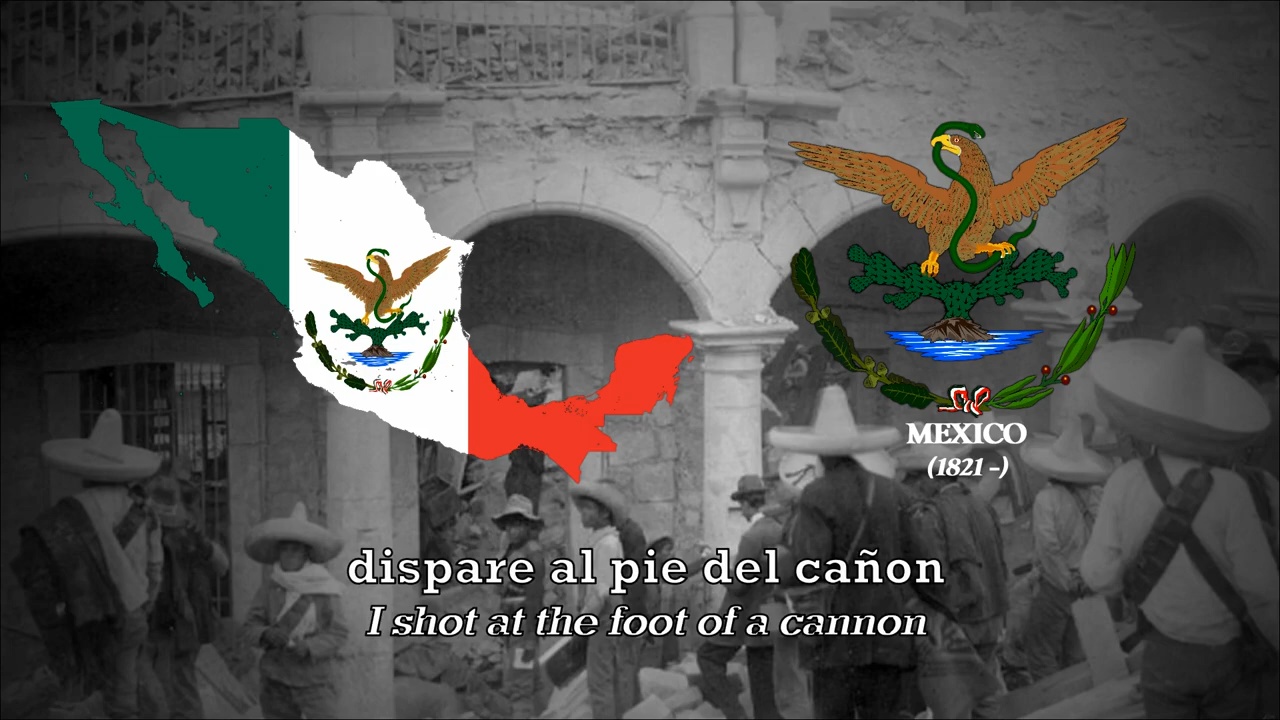 MEXICO
(1821 -)
dispare al pie del cañon
I shot at the foot of a cannon